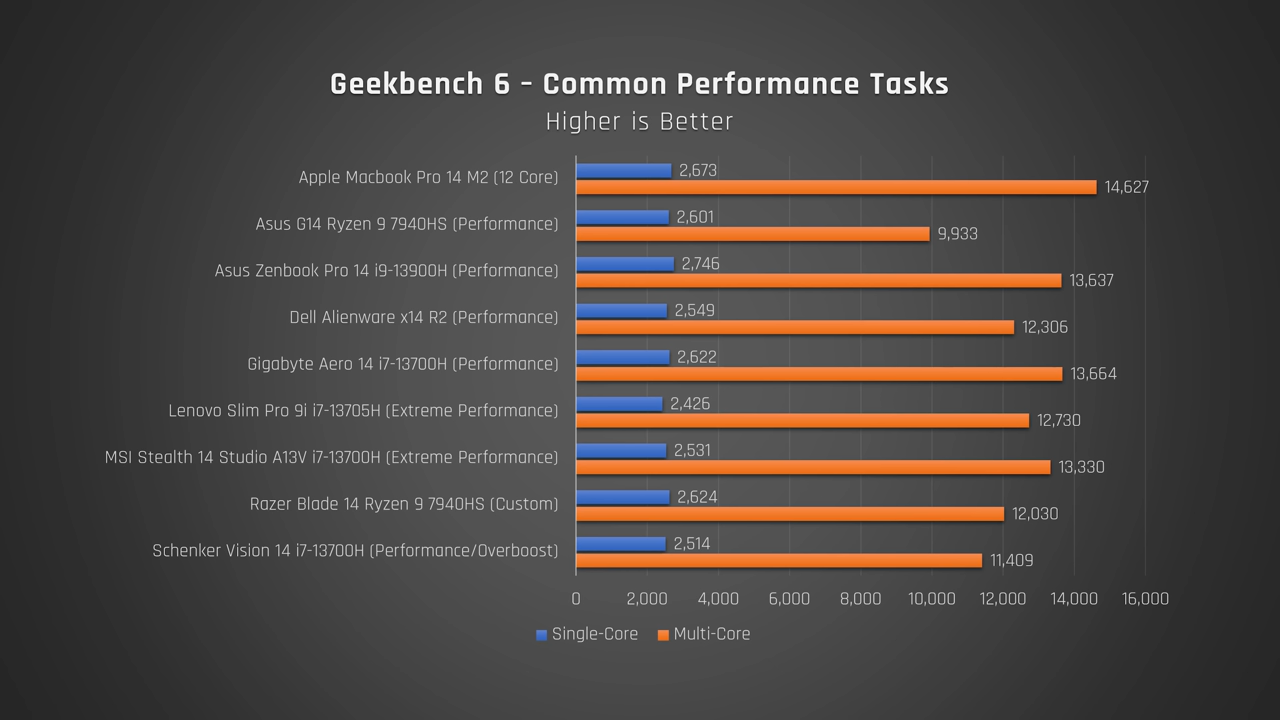 Geekbench 6 – Common Performance Tasks
Higher is Better
Apple Macbook Pro 14 M2 (12 Core)
2,673
14,627
Asus G14 Ryzen 9 7940HS (Performance)
2,601
9,933
Asus Zenbook Pro 14 i9-13900H (Performance)
2,746
13,637
Dell Alienware x14 R2 (Performance)
2,549
12,306
Gigabyte Aero 14 i7-13700H (Performance)
2,622
13,664
Lenovo Slim Pro 9i i7-13705H (Extreme Performance)
2,426
12,730
MSI Stealth 14 Studio A13V i7-13700H (Extreme Performance)
2,531
13,330
Razer Blade 14 Ryzen 9 7940HS (Custom)
2,624
12,030
Schenker Vision 14 i7-13700H (Performance/Overboost)
2,514
11,409
0 2,000 4,000 6,000 8,000 10,000 12,000 14,000 16,000
Single-Core Multi-Core